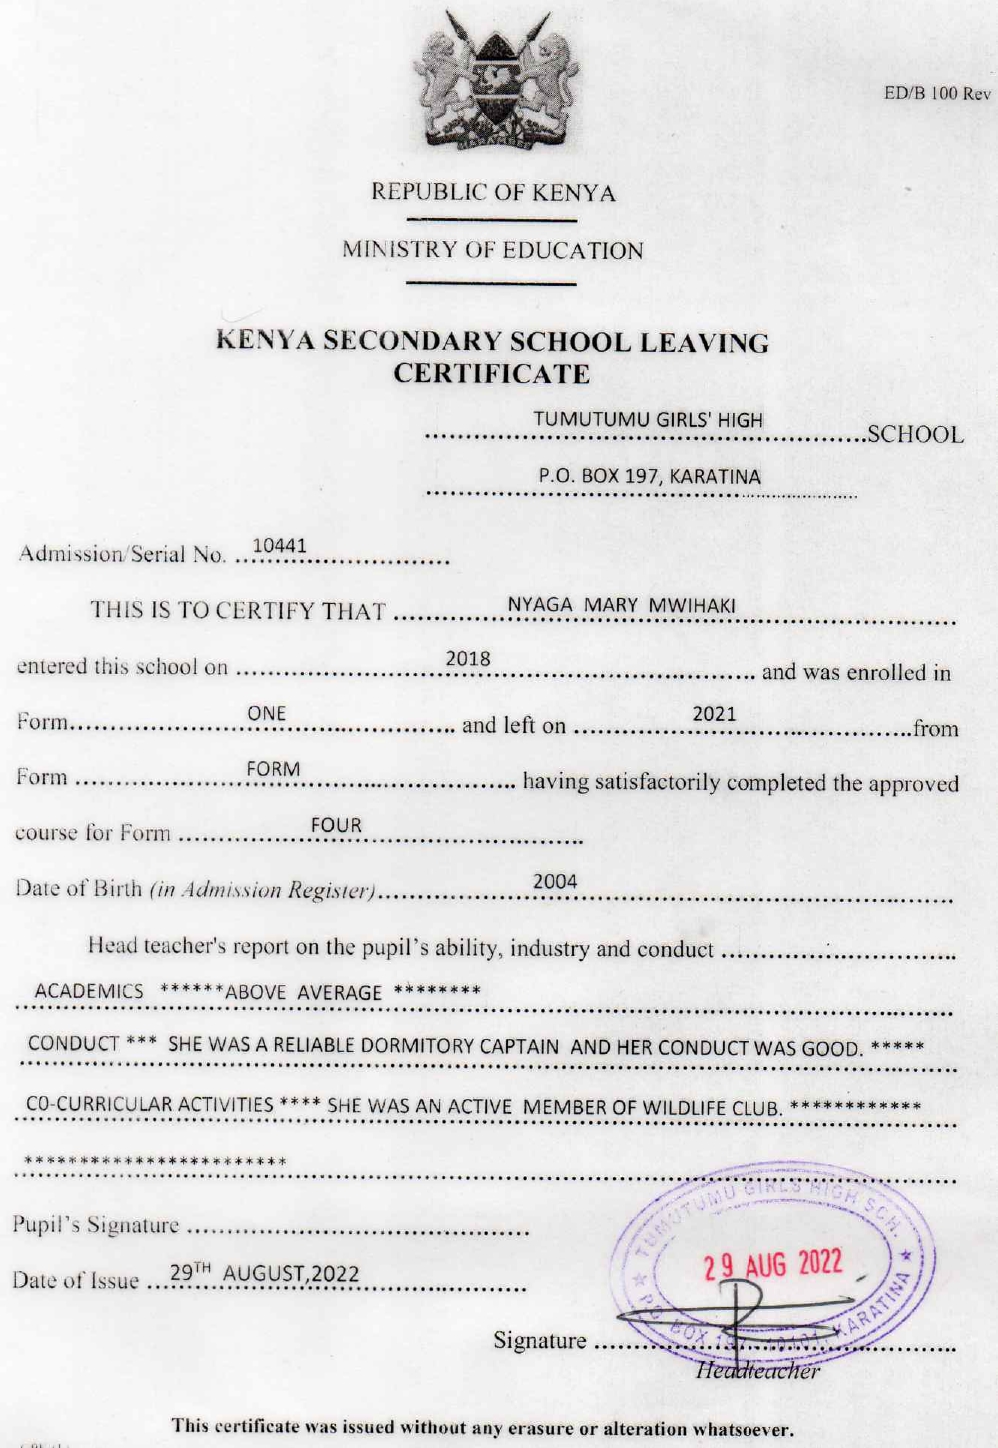 HARAMBEE
ED/B 100 Rev
REPUBLIC OF KENYA
MINISTRY OF EDUCATION
KENYA SECONDARY SCHOOL LEAVING
CERTIFICATE
TUMUTUMU GIRLS' HIGH
SCHOOL
P.O. BOX 197, KARATINA
Admission/Serial No. 10441
THIS IS TO CERTIFY THAT NYAGA MARY MWIHAKI
entered this school on 2018 and was enrolled in
Form ONE and left on 2021 from
Form FORM having satisfactorily completed the approved
course for Form FOUR
Date of Birth (in Admission Register) 2004
Head teacher's report on the pupil's ability, industry and conduct
ACADEMICS ******ABOVE AVERAGE ********
CONDUCT *** SHE WAS A RELIABLE DORMITORY CAPTAIN AND HER CONDUCT WAS GOOD. *****
CO-CURRICULAR ACTIVITIES **** SHE WAS AN ACTIVE MEMBER OF WILDLIFE CLUB. ************
************************
Pupil's Signature
TUMUTUMU GIRLS HIGH SCH.
29 AUG 2022
P.O. BOX 197 - 10101, KARATINA
Date of Issue 29TH AUGUST,2022
Signature
Headteacher
This certificate was issued without any erasure or alteration whatsoever.